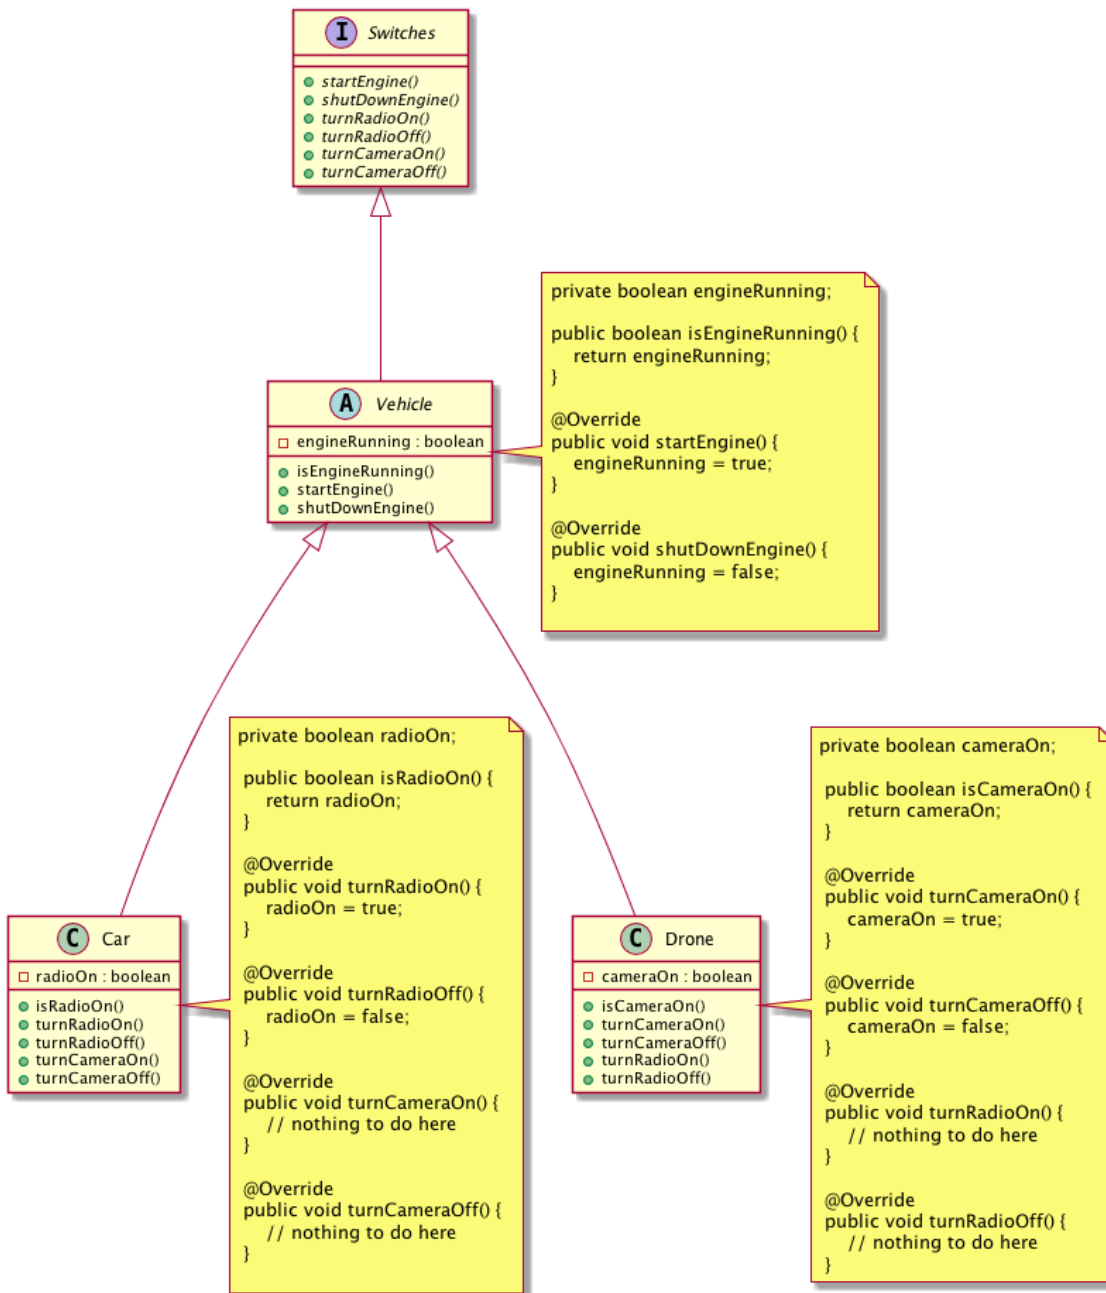 I Switches
startEngine()
shutDownEngine()
turnRadioOn()
turnRadioOff()
turnCameraOn()
turnCameraOff()
private boolean engineRunning;
public boolean isEngineRunning() {
return engineRunning;
}
@Override
public void startEngine() {
engineRunning = true;
}
@Override
public void shutDownEngine() {
engineRunning = false;
}
A Vehicle
engineRunning : boolean
isEngineRunning()
startEngine()
shutDownEngine()
private boolean radioOn;
public boolean isRadioOn() {
return radioOn;
}
@Override
public void turnRadioOn() {
radioOn = true;
}
@Override
public void turnRadioOff() {
radioOn = false;
}
@Override
public void turnCameraOn() {
// nothing to do here
}
@Override
public void turnCameraOff() {
// nothing to do here
}
C Car
radioOn : boolean
isRadioOn()
turnRadioOn()
turnRadioOff()
turnCameraOn()
turnCameraOff()
private boolean cameraOn;
public boolean isCameraOn() {
return cameraOn;
}
@Override
public void turnCameraOn() {
cameraOn = true;
}
@Override
public void turnCameraOff() {
cameraOn = false;
}
@Override
public void turnRadioOn() {
// nothing to do here
}
@Override
public void turnRadioOff() {
// nothing to do here
}
C Drone
cameraOn : boolean
isCameraOn()
turnCameraOn()
turnCameraOff()
turnRadioOn()
turnRadioOff()